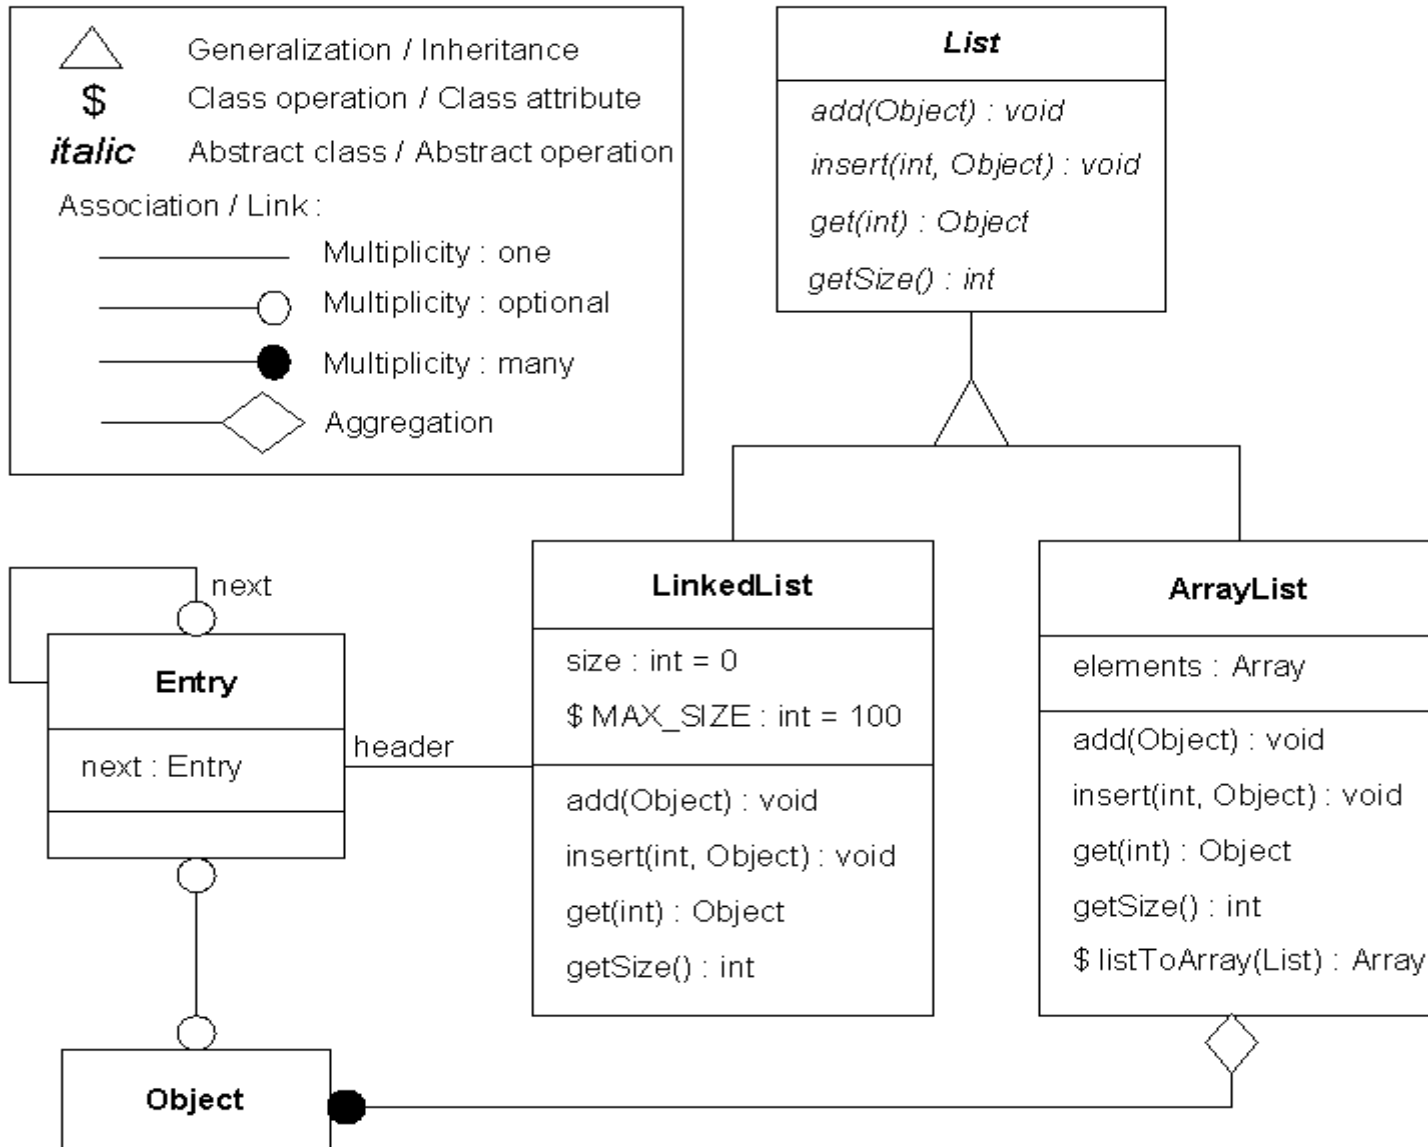 Generalization / Inheritance
$ Class operation / Class attribute
italic Abstract class / Abstract operation
Association / Link :
Multiplicity : one
Multiplicity : optional
Multiplicity : many
Aggregation
List
add(Object) : void
insert(int, Object) : void
get(int) : Object
getSize() : int
next
Entry
next : Entry
header
LinkedList
size : int = 0
$ MAX_SIZE : int = 100
add(Object) : void
insert(int, Object) : void
get(int) : Object
getSize() : int
ArrayList
elements : Array
add(Object) : void
insert(int, Object) : void
get(int) : Object
getSize() : int
$ listToArray(List) : Array
Object